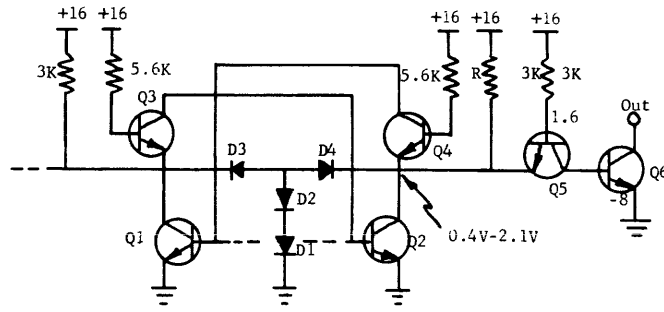 +16 +16 +16 +16 +16
3K 5.6K 5.6K R 3K 3K
Q3 Q4
1.6
Out
D3 D4
Q5 Q6
D2
-8
Q1 D1 Q2
0.4V-2.1V